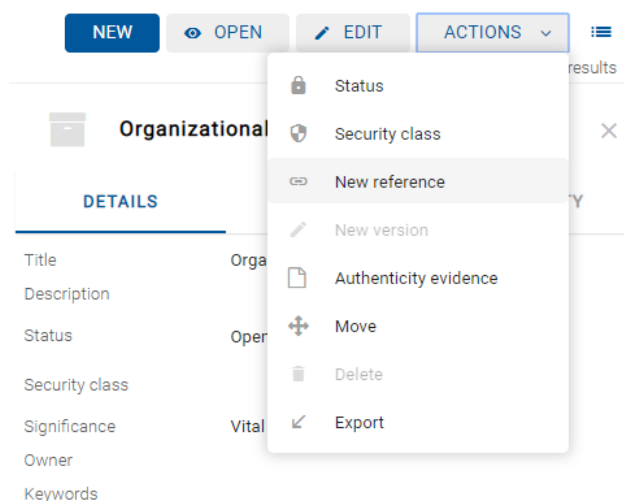 NEW OPEN EDIT ACTIONS
results
Status
Organizational
Security class
New reference
DETAILS
TY
New version
Title Orga
Authenticity evidence
Description
Move
Status Open
Delete
Security class
Export
Significance Vital
Owner
Keywords